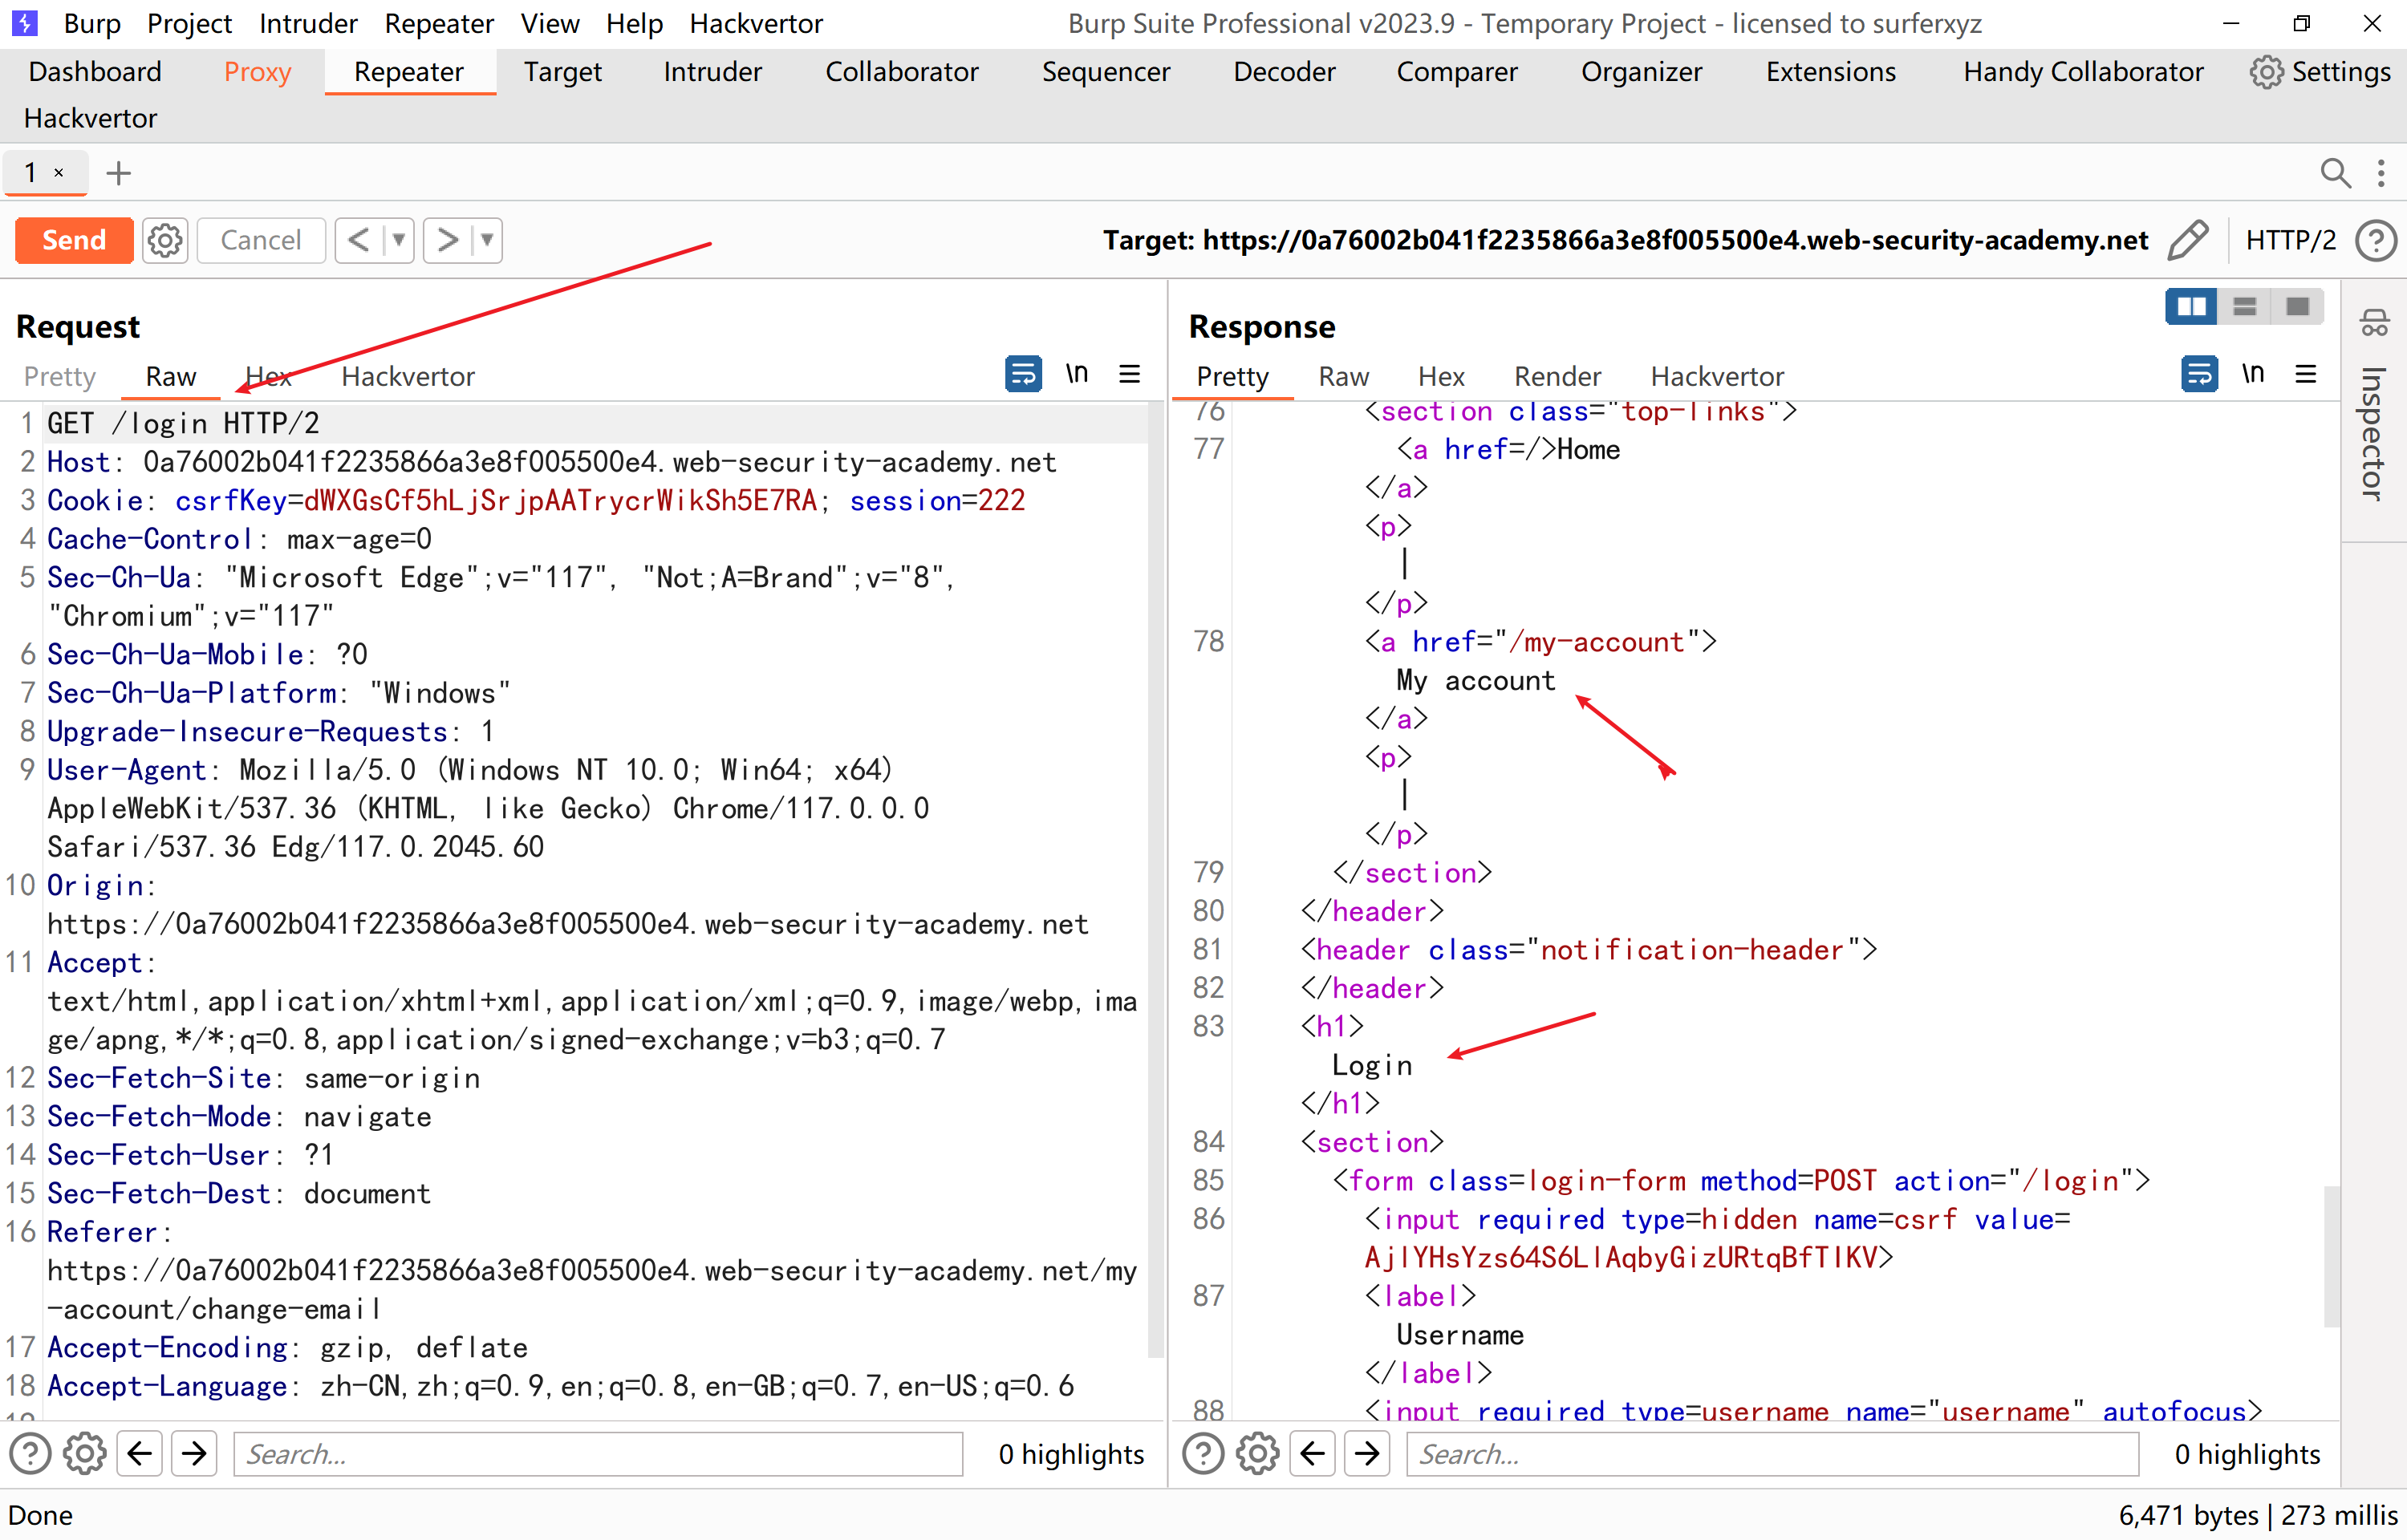 Burp Project Intruder Repeater View Help Hackvertor Burp Suite Professional v2023.9 - Temporary Project - licensed to surferxyz
Dashboard Proxy Repeater Target Intruder Collaborator Sequencer Decoder Comparer Organizer Extensions Handy Collaborator Settings
Hackvertor
1 × +
Send Cancel < > Target: https://0a76002b041f2235866a3e8f005500e4.web-security-academy.net HTTP/2 ?
Request
Pretty Raw Hex Hackvertor \n
1 GET /login HTTP/2
2 Host: 0a76002b041f2235866a3e8f005500e4.web-security-academy.net
3 Cookie: csrfKey=dWXGsCf5hLjSrjpAATrycrWikSh5E7RA; session=222
4 Cache-Control: max-age=0
5 Sec-Ch-Ua: "Microsoft Edge";v="117", "Not;A=Brand";v="8",
"Chromium";v="117"
6 Sec-Ch-Ua-Mobile: ?0
7 Sec-Ch-Ua-Platform: "Windows"
8 Upgrade-Insecure-Requests: 1
9 User-Agent: Mozilla/5.0 (Windows NT 10.0; Win64; x64)
AppleWebKit/537.36 (KHTML, like Gecko) Chrome/117.0.0.0
Safari/537.36 Edg/117.0.2045.60
10 Origin:
https://0a76002b041f2235866a3e8f005500e4.web-security-academy.net
11 Accept:
text/html,application/xhtml+xml,application/xml;q=0.9,image/webp,ima
ge/apng,*/*;q=0.8,application/signed-exchange;v=b3;q=0.7
12 Sec-Fetch-Site: same-origin
13 Sec-Fetch-Mode: navigate
14 Sec-Fetch-User: ?1
15 Sec-Fetch-Dest: document
16 Referer:
https://0a76002b041f2235866a3e8f005500e4.web-security-academy.net/my
-account/change-email
17 Accept-Encoding: gzip, deflate
18 Accept-Language: zh-CN,zh;q=0.9,en;q=0.8,en-GB;q=0.7,en-US;q=0.6
19
? Search... 0 highlights
Response
Pretty Raw Hex Render Hackvertor \n
76 <section class="top-links">
77 <a href=/>Home
</a>
<p>
|
</p>
78 <a href="/my-account">
My account
</a>
<p>
|
</p>
79 </section>
80 </header>
81 <header class="notification-header">
82 </header>
83 <h1>
Login
</h1>
84 <section>
85 <form class=login-form method=POST action="/login">
86 <input required type=hidden name=csrf value=
AjlYHsYzs64S6LlAqbyGizURtqBfTIKV>
87 <label>
Username
</label>
88 <input required type=username name="username" autofocus>
? Search... 0 highlights
Inspector
Done 6,471 bytes | 273 millis